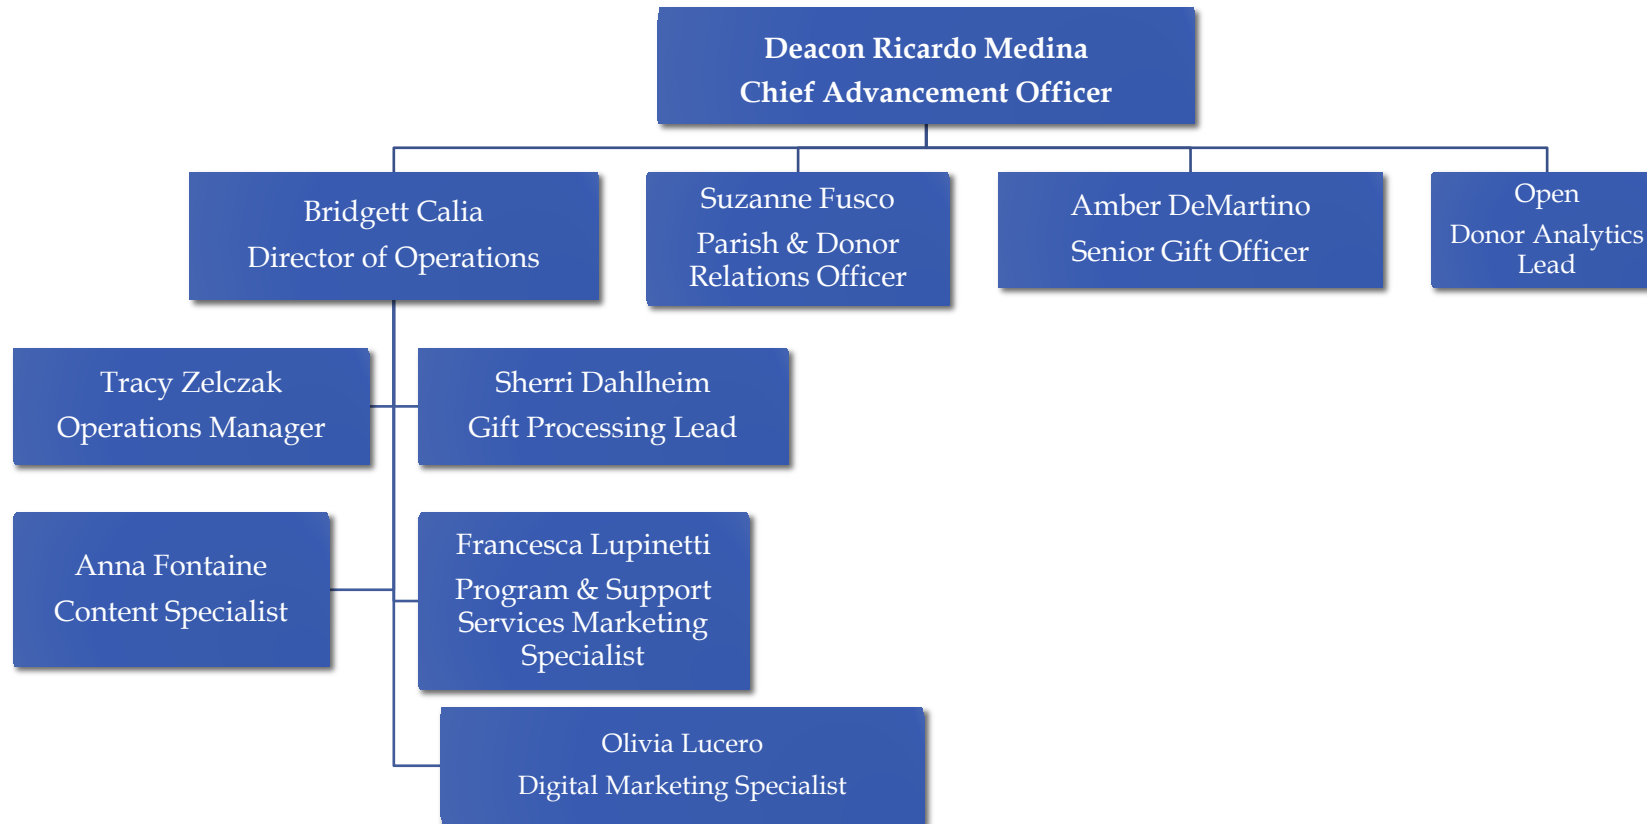 Deacon Ricardo Medina
Chief Advancement Officer
Bridgett Calia
Director of Operations
Suzanne Fusco
Parish & Donor
Relations Officer
Amber DeMartino
Senior Gift Officer
Open
Donor Analytics
Lead
Tracy Zelczak
Operations Manager
Sherri Dahlheim
Gift Processing Lead
Anna Fontaine
Content Specialist
Francesca Lupinetti
Program & Support
Services Marketing
Specialist
Olivia Lucero
Digital Marketing Specialist